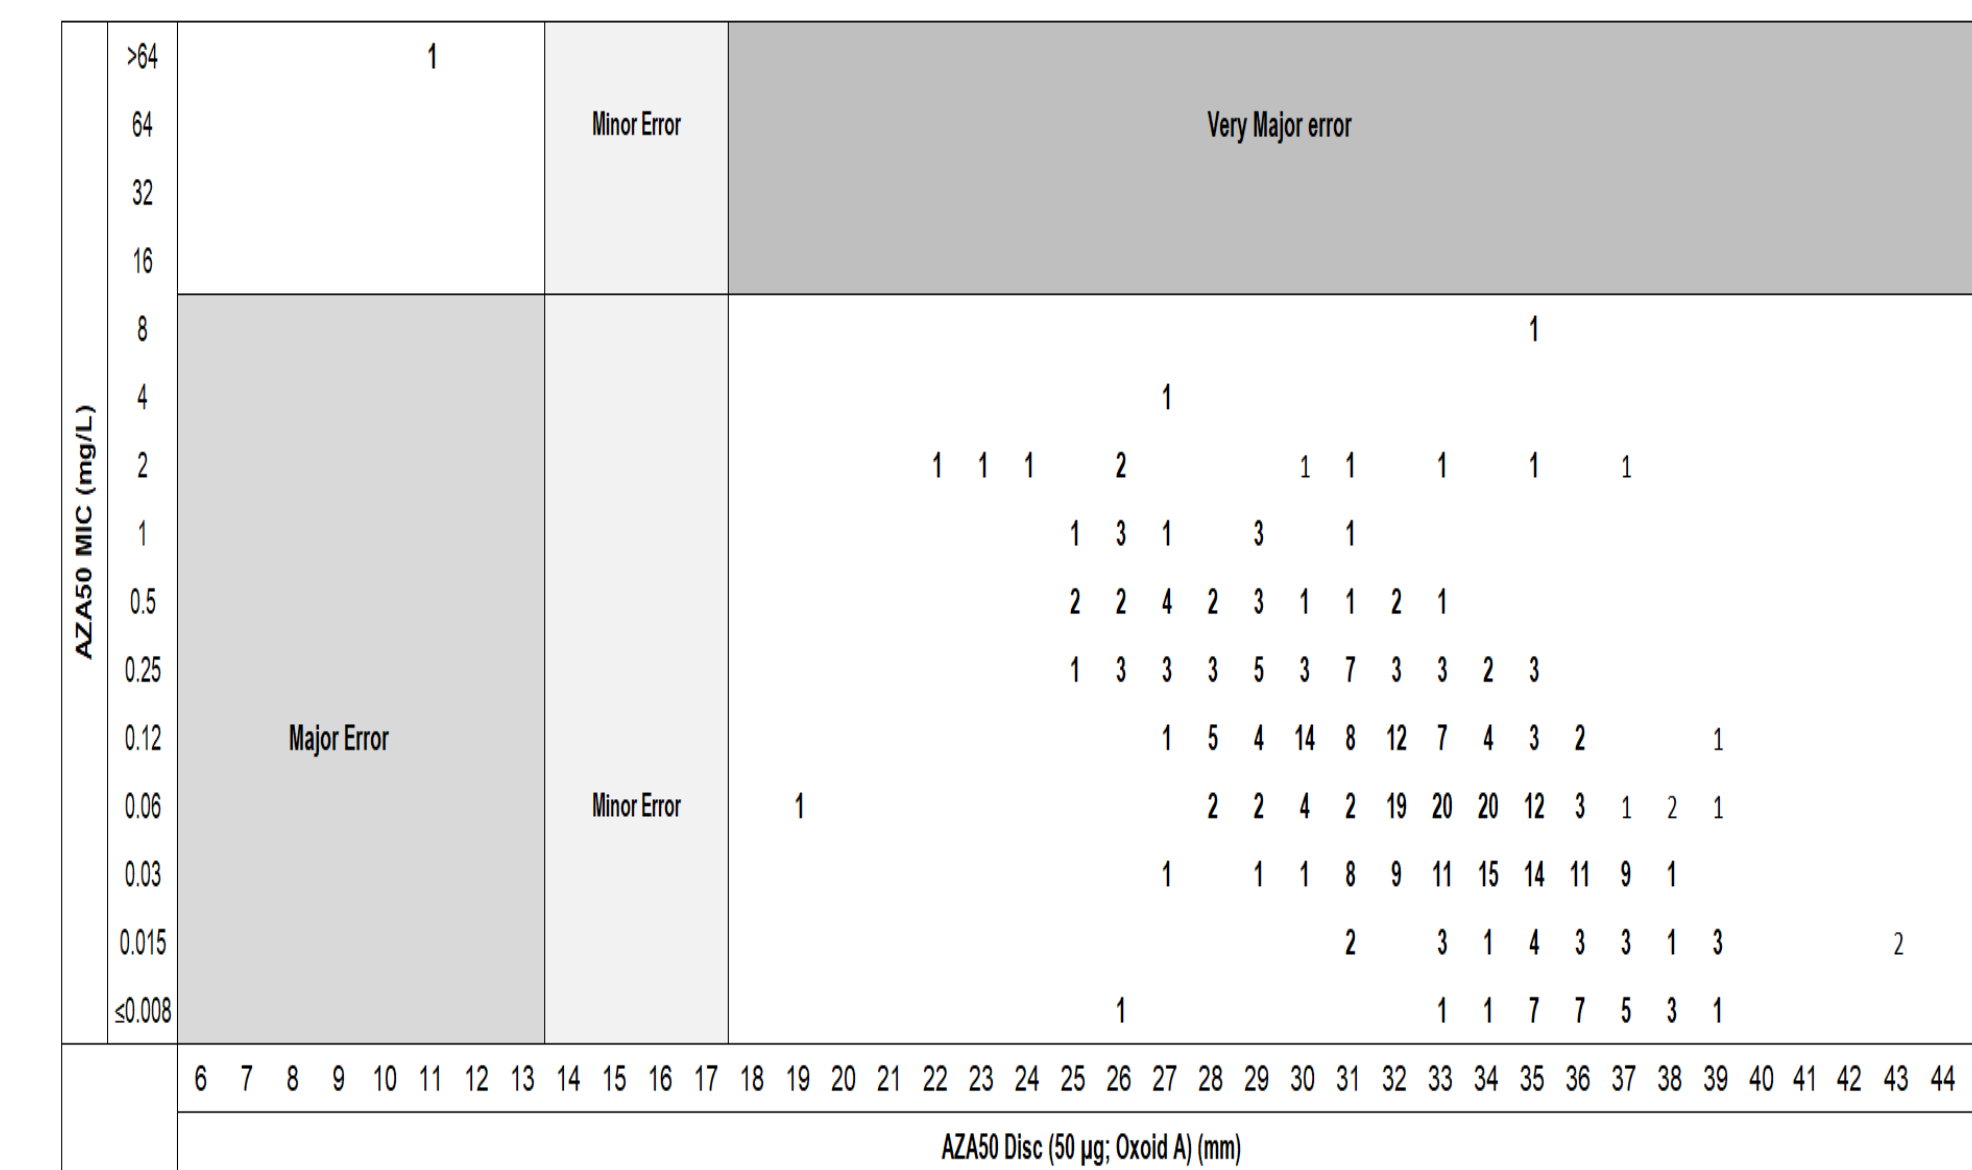 >64 1
64 Minor Error Very Major error
32
16
8 1
4 1
AZA50 MIC (mg/L)
2 1 1 1 2 1 1 1 1 1
1 1 3 1 3 1
0.5 2 2 4 2 3 1 1 2 1
0.25 1 3 3 3 5 3 7 3 3 2 3
0.12 Major Error 1 5 4 14 8 12 7 4 3 2 1
0.06 Minor Error 1 2 2 4 2 19 20 20 12 3 1 2 1
0.03 1 1 1 8 9 11 15 14 11 9 1
0.015 2 3 1 4 3 3 1 3 2
≤0.008 1 1 1 7 7 5 3 1
6 7 8 9 10 11 12 13 14 15 16 17 18 19 20 21 22 23 24 25 26 27 28 29 30 31 32 33 34 35 36 37 38 39 40 41 42 43 44
AZA50 Disc (50 µg; Oxoid A) (mm)